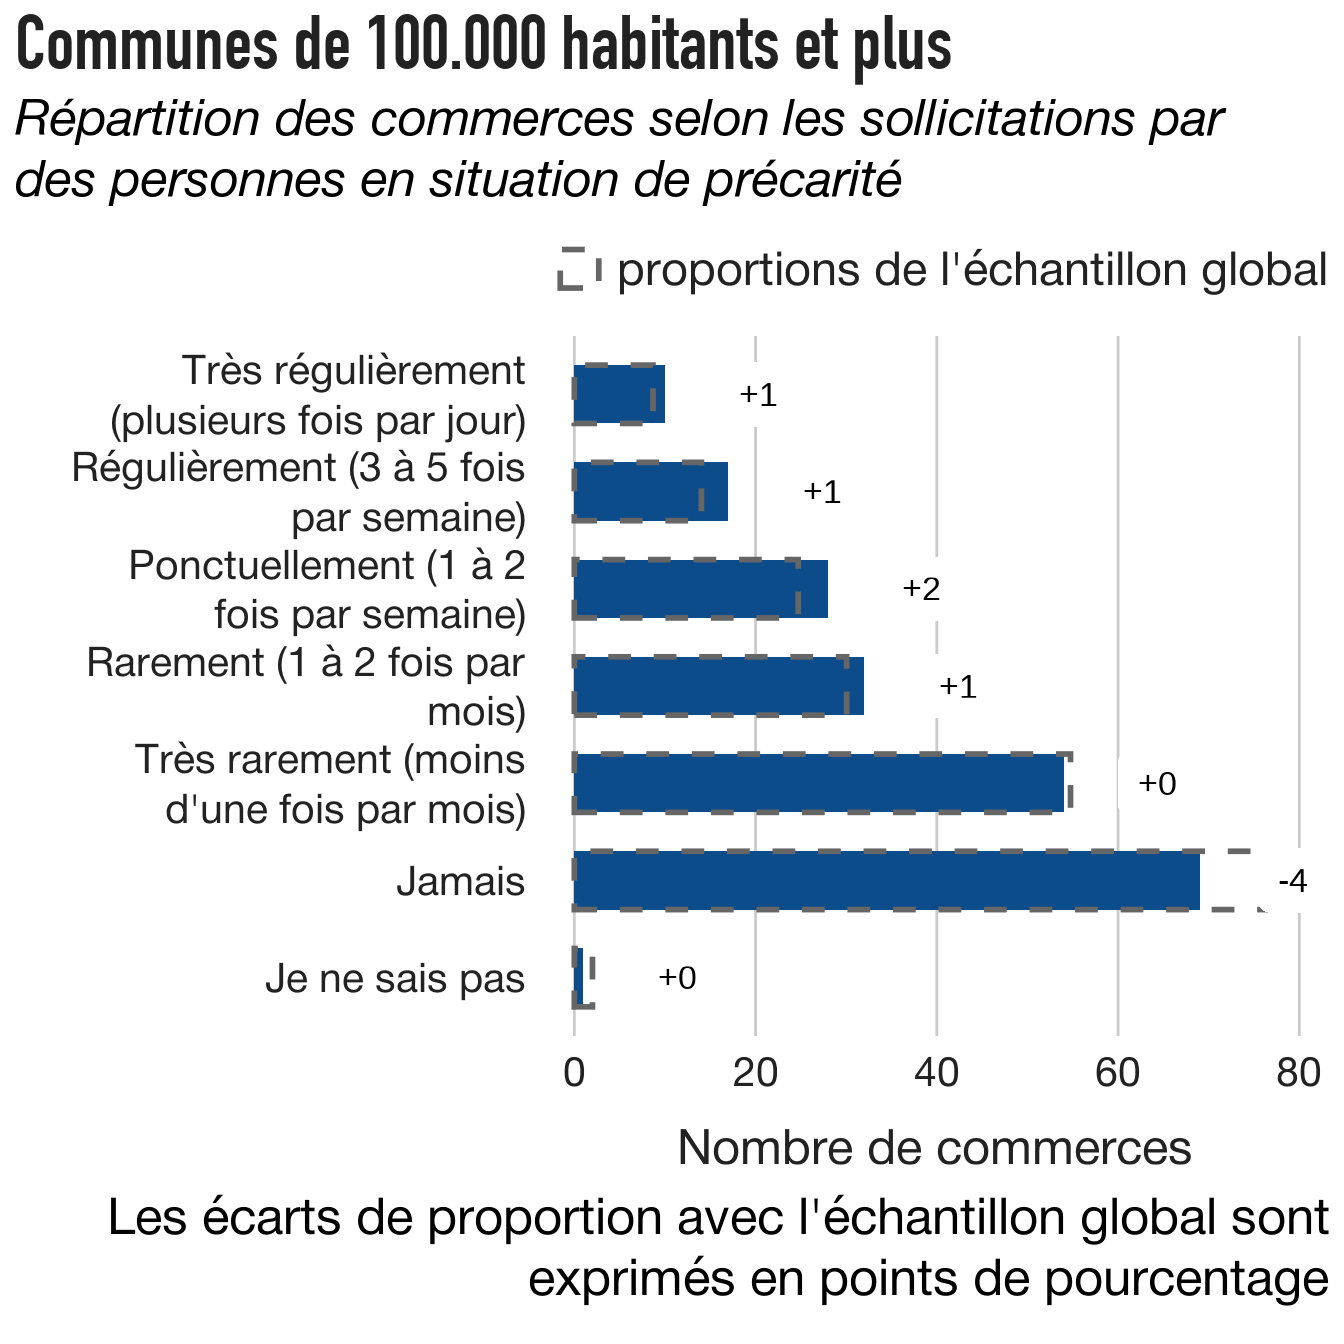 Communes de 100.000 habitants et plus
Répartition des commerces selon les sollicitations par
des personnes en situation de précarité
proportions de l'échantillon global
Très régulièrement
(plusieurs fois par jour)
+1
Régulièrement (3 à 5 fois
par semaine)
+1
Ponctuellement (1 à 2
fois par semaine)
+2
Rarement (1 à 2 fois par
mois)
+1
Très rarement (moins
d'une fois par mois)
+0
Jamais
-4
Je ne sais pas
+0
0 20 40 60 80
Nombre de commerces
Les écarts de proportion avec l'échantillon global sont
exprimés en points de pourcentage